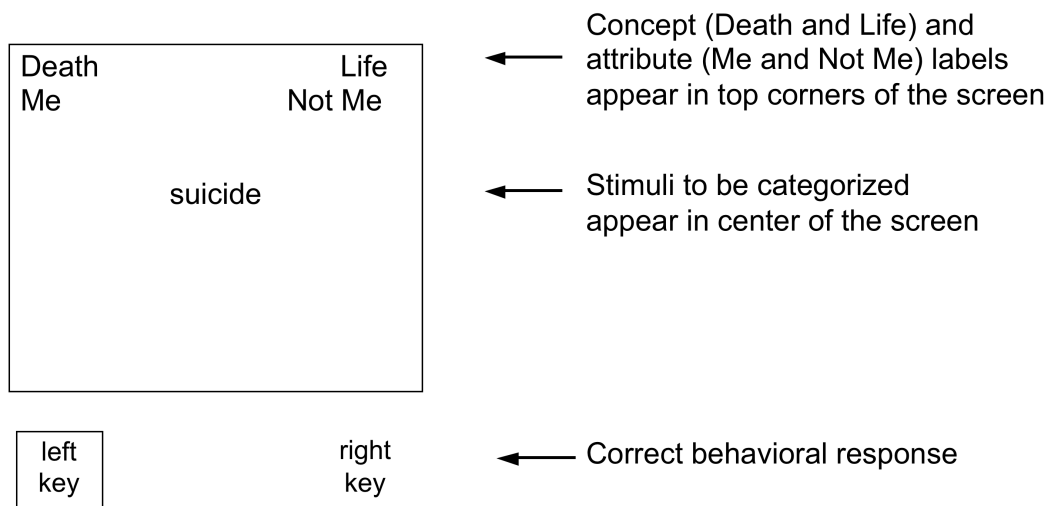 Death Life
Me Not Me
suicide
left key
right key
Concept (Death and Life) and
attribute (Me and Not Me) labels
appear in top corners of the screen
Stimuli to be categorized
appear in center of the screen
Correct behavioral response